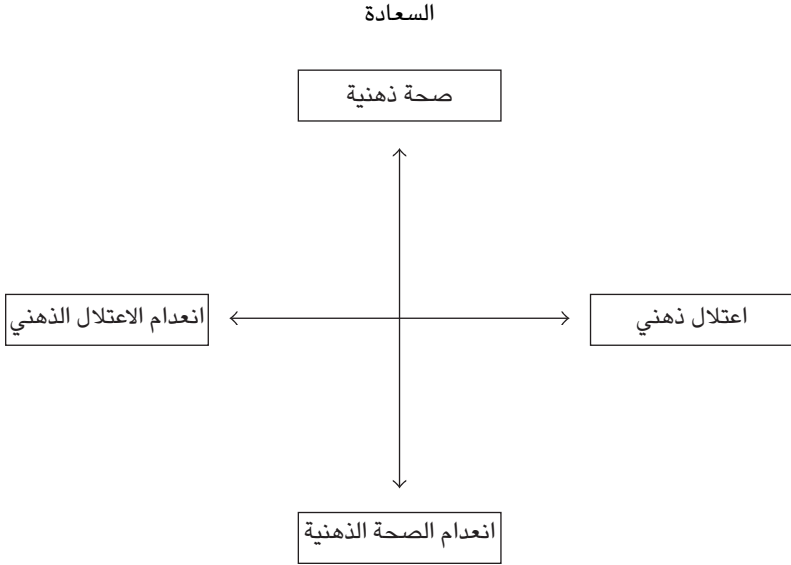 السعادة
صحة ذهنية
اعتلال ذهني
انعدام الاعتلال الذهني
انعدام الصحة الذهنية